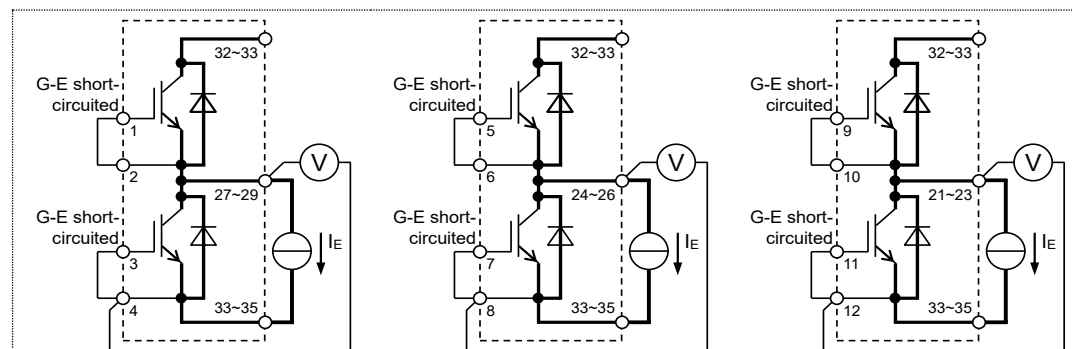 32~33
G-E short-
circuited
1
2
27~29
V
G-E short-
circuited
3
4
IE
33~35
32~33
G-E short-
circuited
5
6
24~26
V
G-E short-
circuited
7
8
IE
33~35
32~33
G-E short-
circuited
9
10
21~23
V
G-E short-
circuited
11
12
IE
33~35